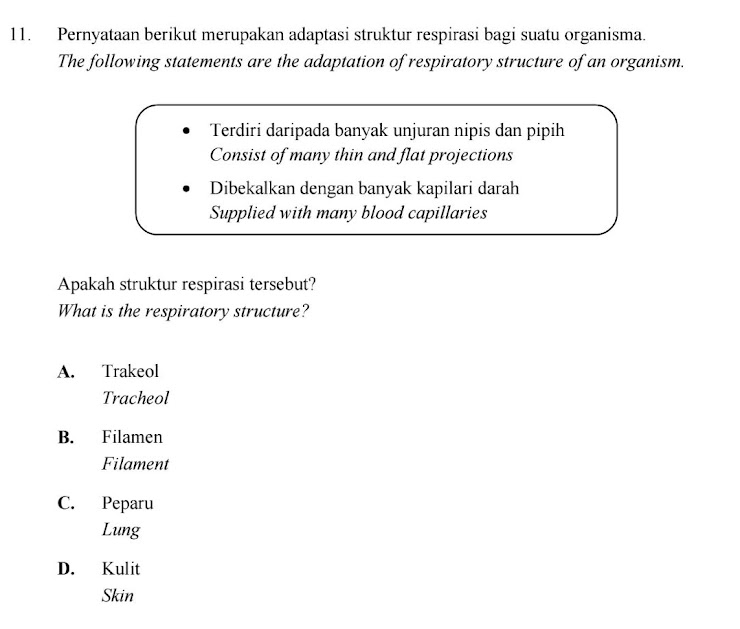 11. Pernyataan berikut merupakan adaptasi struktur respirasi bagi suatu organisma.
The following statements are the adaptation of respiratory structure of an organism.
• Terdiri daripada banyak unjuran nipis dan pipih
Consist of many thin and flat projections
• Dibekalkan dengan banyak kapilari darah
Supplied with many blood capillaries
Apakah struktur respirasi tersebut?
What is the respiratory structure?
A. Trakeol
Tracheol
B. Filamen
Filament
C. Peparu
Lung
D. Kulit
Skin